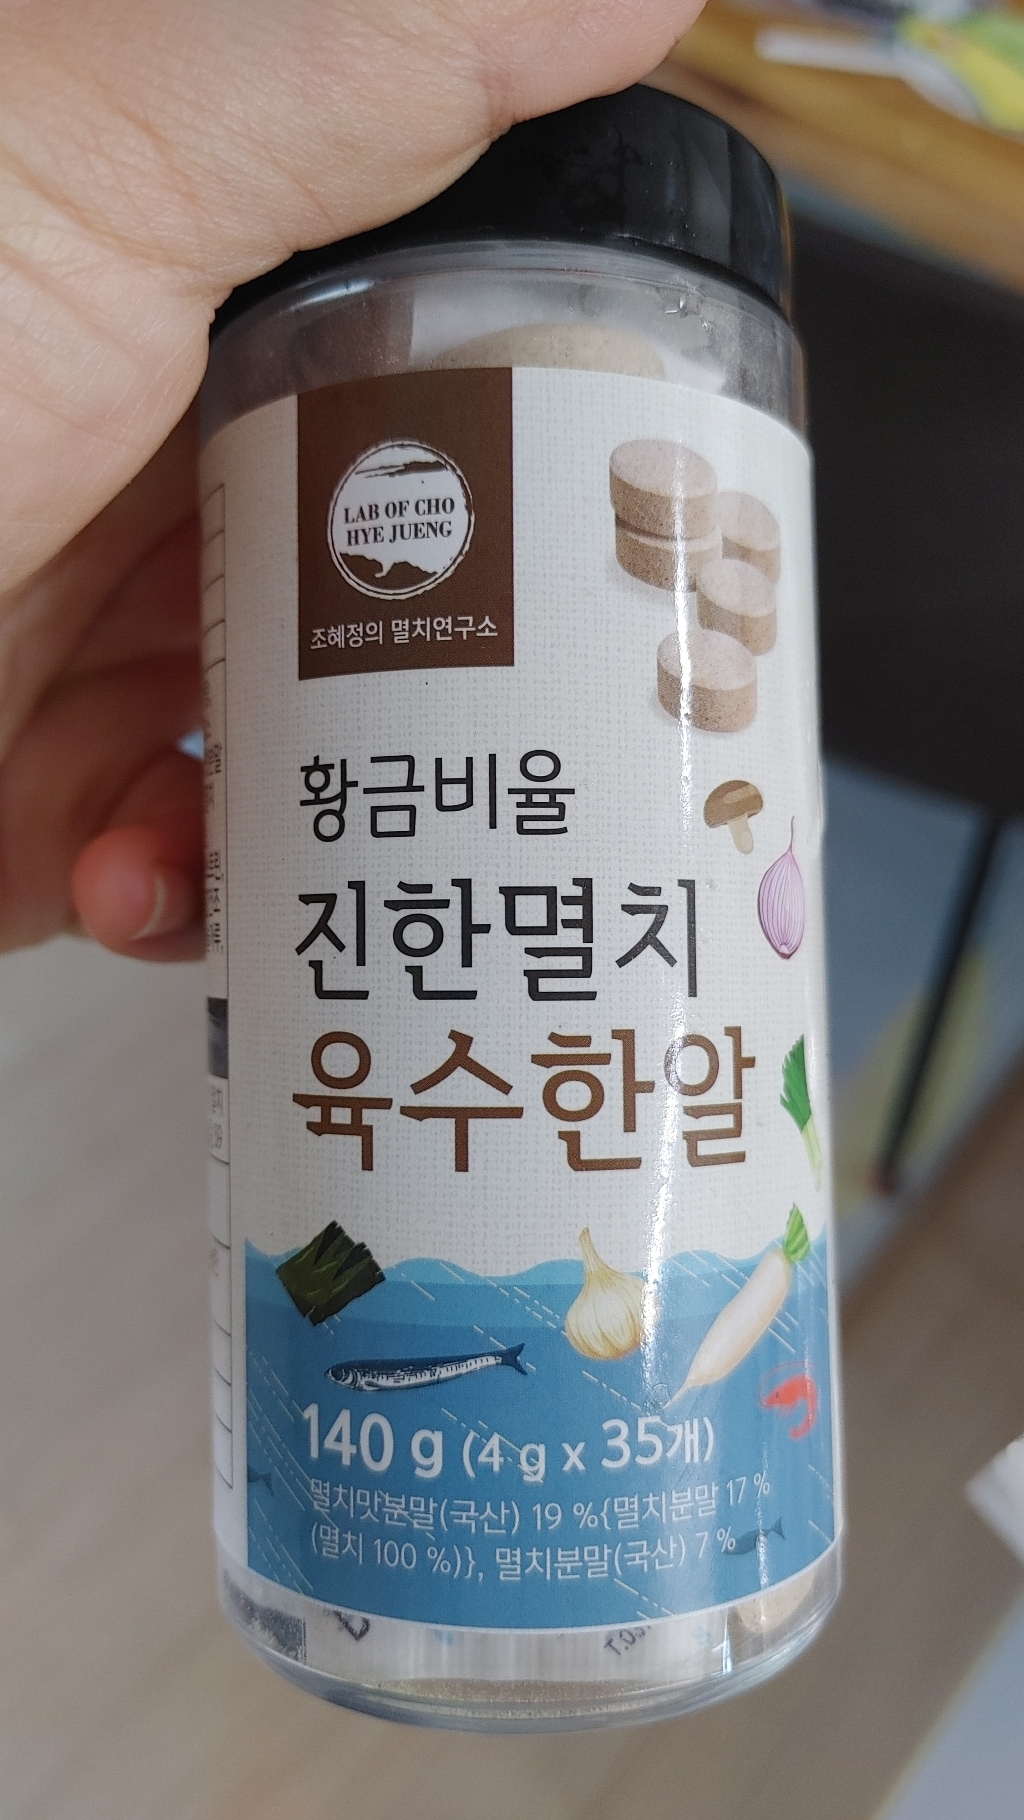 LAB OF CHO
HYE JUENG
조혜정의 멸치연구소
황금비율
진한멸치
육수한알
140 g (4 g x 35개)
멸치맛분말(국산) 19 %{멸치분말 17 %
(멸치 100 %)}, 멸치분말(국산) 7 %